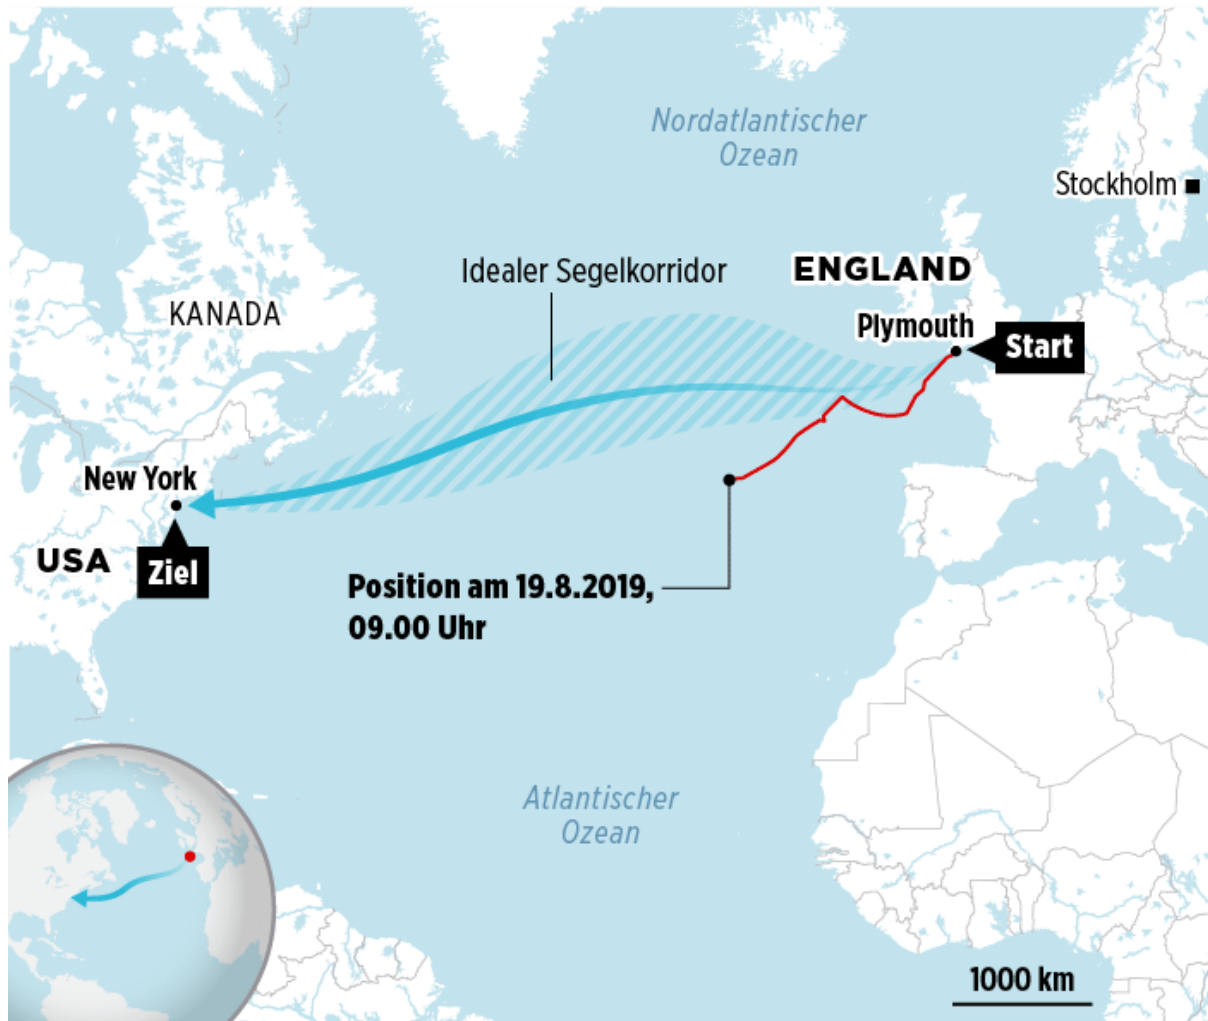 Nordatlantischer
Ozean
Stockholm
Idealer Segelkorridor
ENGLAND
KANADA
Plymouth
Start
New York
USA
Ziel
Position am 19.8.2019,
09.00 Uhr
Atlantischer
Ozean
1000 km